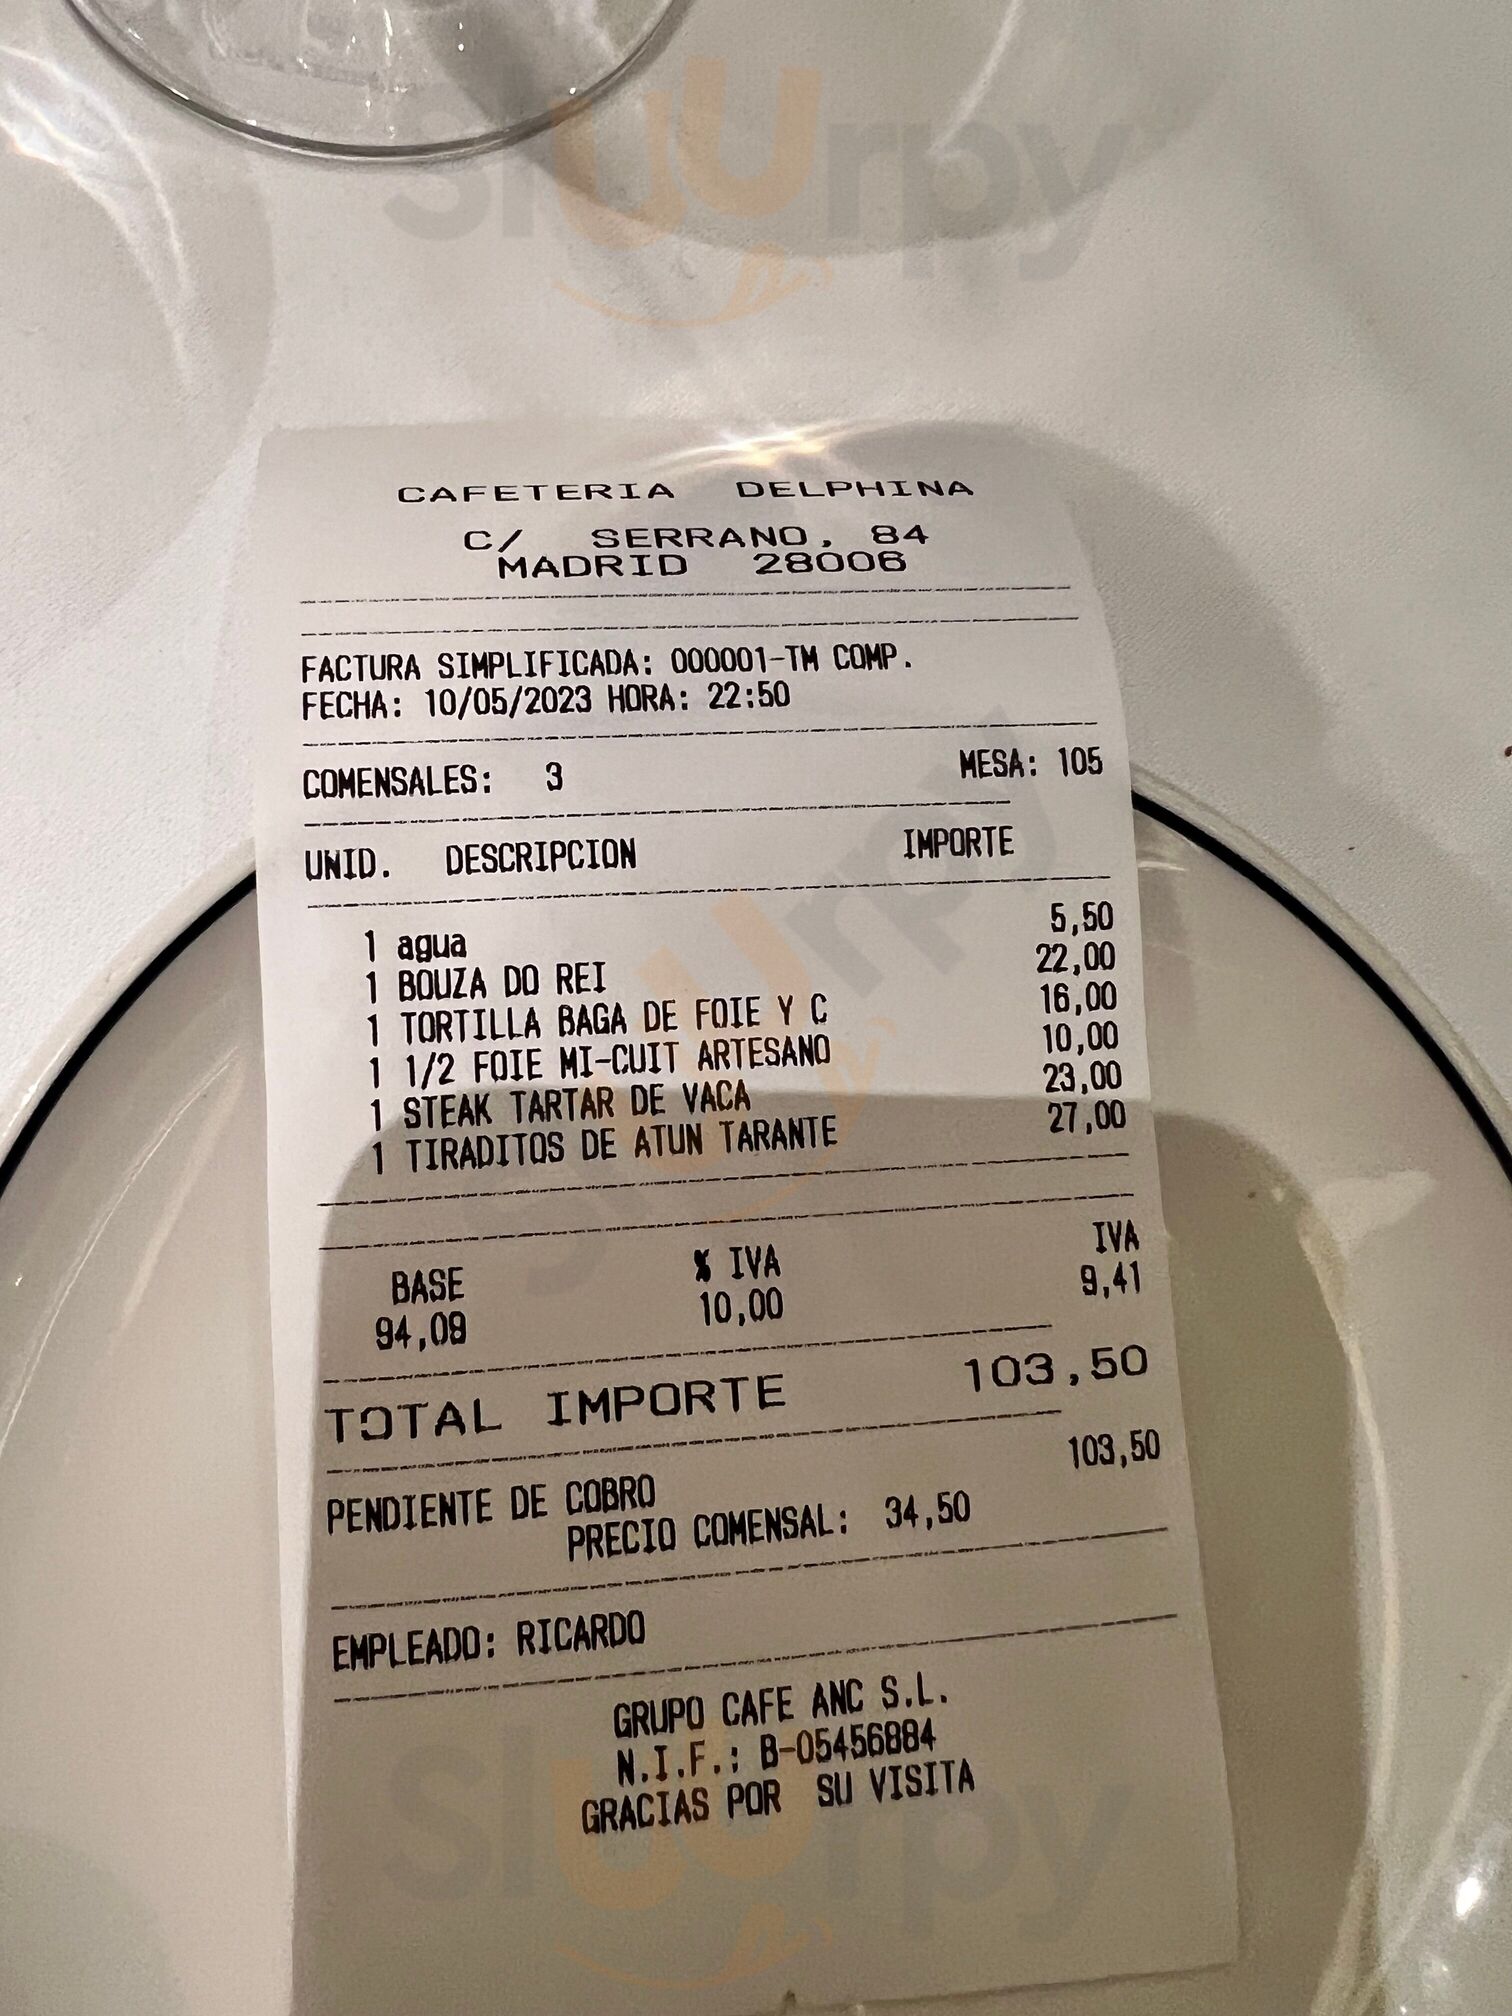 sluurpy
CAFETERIA DELPHINA
C/ SERRANO, 84
MADRID 28006
FACTURA SIMPLIFICADA: 000001-TM COMP.
FECHA: 10/05/2023 HORA: 22:50
COMENSALES: 3 MESA: 105
UNID. DESCRIPCION IMPORTE
1 agua 5,50
1 BOUZA DO REI 22,00
1 TORTILLA BAGA DE FOIE Y C 16,00
1 1/2 FOIE MI-CUIT ARTESANO 10,00
1 STEAK TARTAR DE VACA 23,00
1 TIRADITOS DE ATUN TARANTE 27,00
BASE % IVA IVA
94,09 10,00 9,41
TOTAL IMPORTE 103,50
PENDIENTE DE COBRO 103,50
PRECIO COMENSAL: 34,50
EMPLEADO: RICARDO
GRUPO CAFE ANC S.L.
N.I.F.: B-05456884
GRACIAS POR SU VISITA
sluurpy